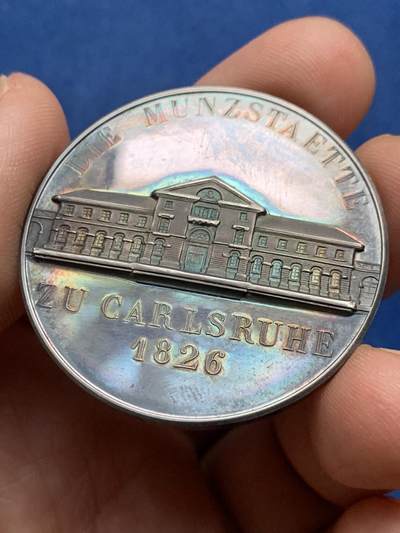 DIE MUNZSTAETTE
ZU CARLSRUHE
1826